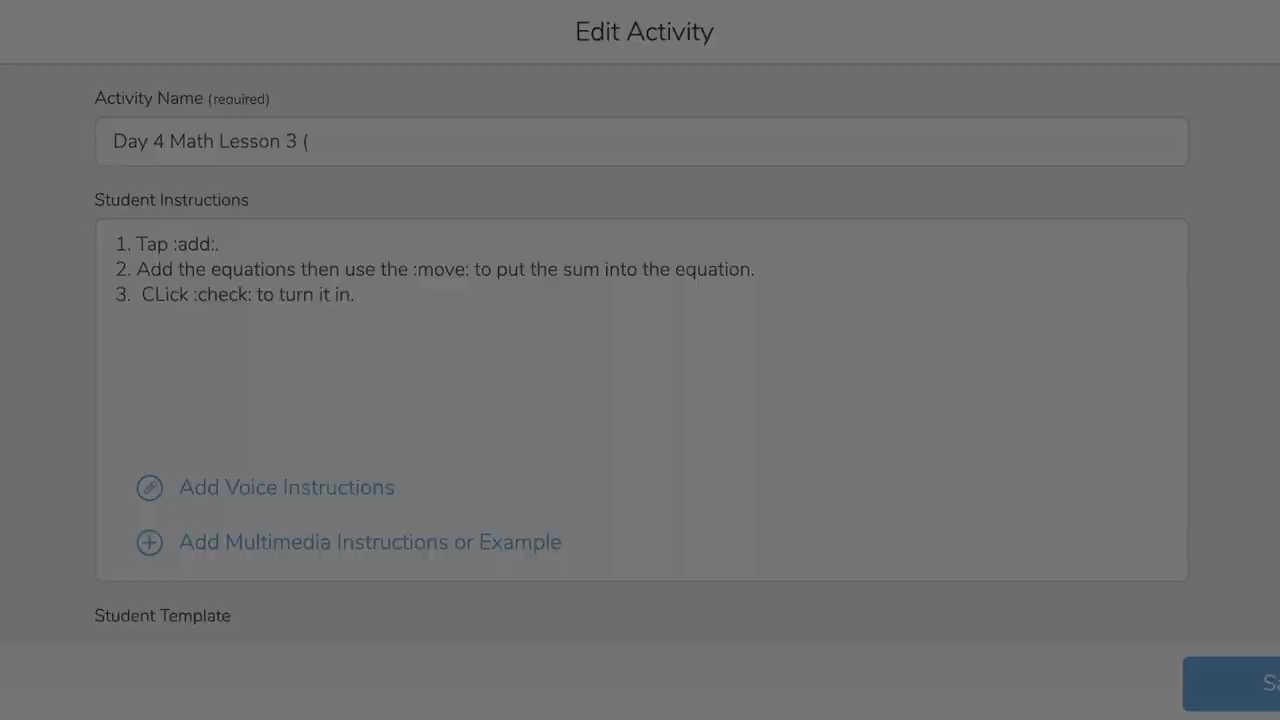 Edit Activity
Activity Name (required)
Day 4 Math Lesson 3 (
Student Instructions
1. Tap :add:.
2. Add the equations then use the :move: to put the sum into the equation.
3.  CLick :check: to turn it in.
Add Voice Instructions
Add Multimedia Instructions or Example
Student Template